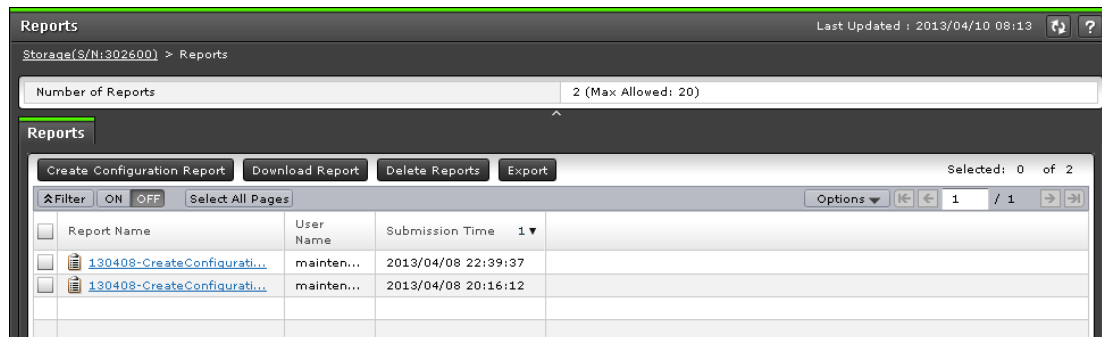 Reports Last Updated : 2013/04/10 08:13 ?
Storage(S/N:302600) > Reports
Number of Reports 2 (Max Allowed: 20)
Reports
Create Configuration Report Download Report Delete Reports Export Selected: 0 of 2
Filter ON OFF Select All Pages Options 1 / 1
Report Name User Name Submission Time 1
130408-CreateConfigurati... mainten... 2013/04/08 22:39:37
130408-CreateConfigurati... mainten... 2013/04/08 20:16:12